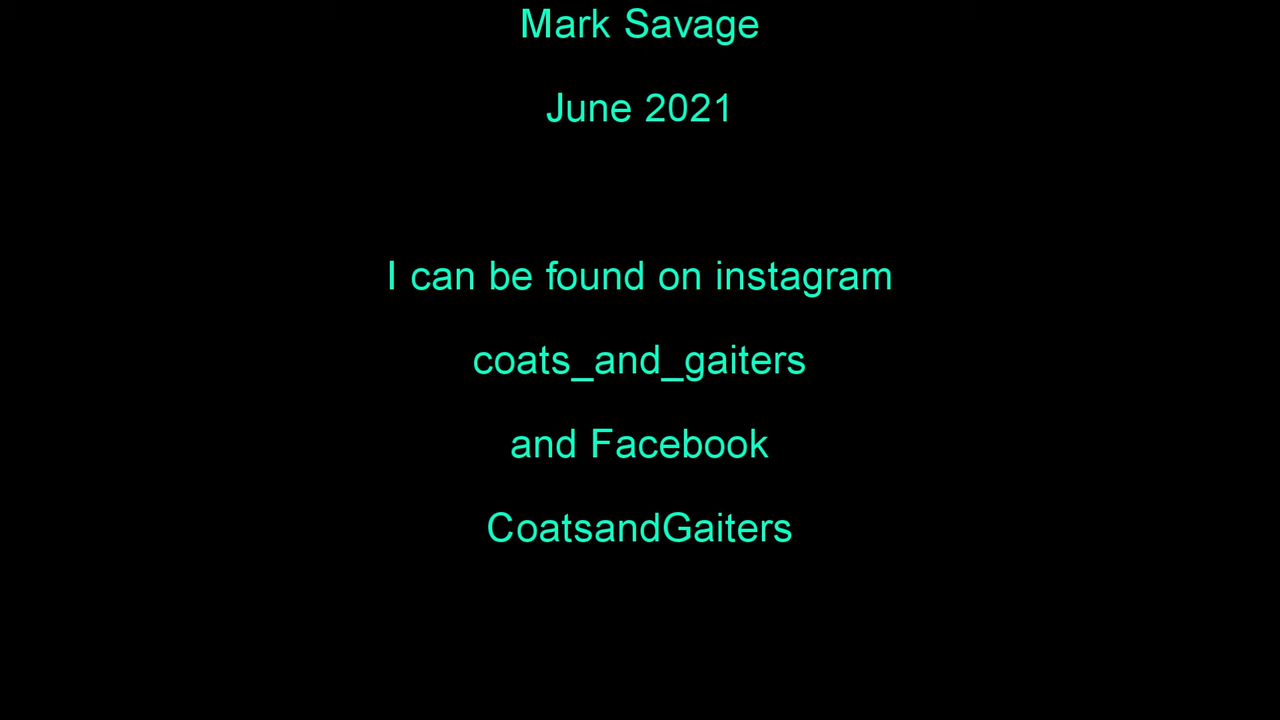 Mark Savage
June 2021
I can be found on instagram
coats_and_gaiters
and Facebook
CoatsandGaiters